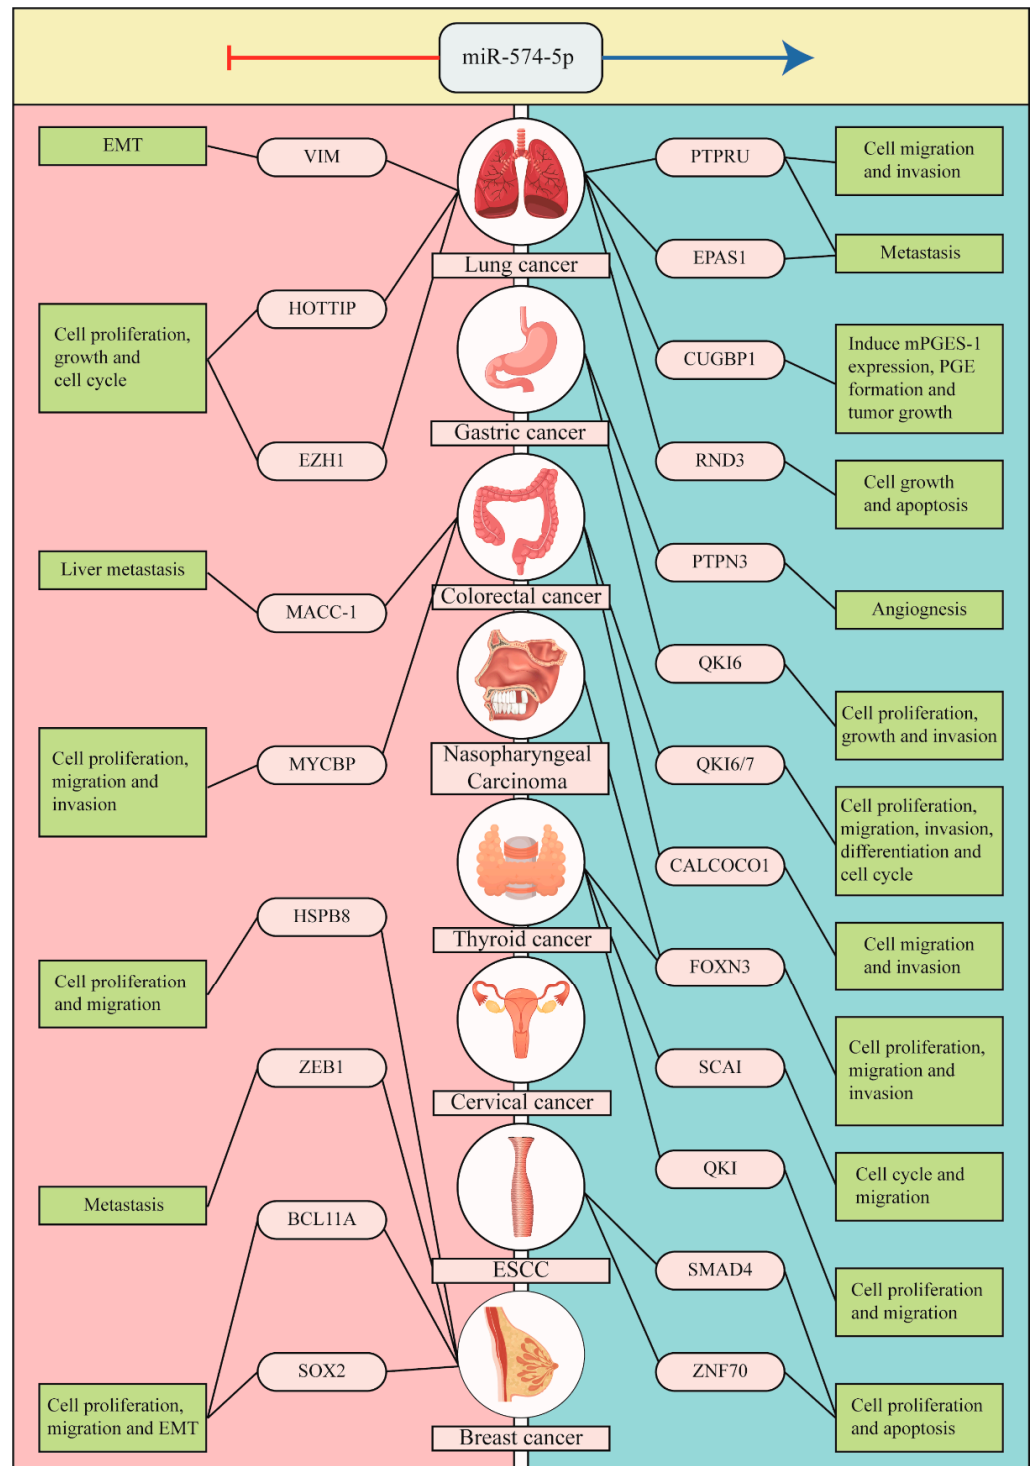 miR-574-5p
EMT
VIM
HOTTIP
Cell proliferation,
growth and
cell cycle
EZH1
Liver metastasis
MACC-1
Cell proliferation,
migration and
invasion
MYCBP
HSPB8
Cell proliferation
and migration
ZEB1
Metastasis
BCL11A
SOX2
Cell proliferation,
migration and EMT
Lung cancer
Gastric cancer
Colorectal cancer
Nasopharyngeal
Carcinoma
Thyroid cancer
Cervical cancer
ESCC
Breast cancer
PTPRU
Cell migration
and invasion
EPAS1
Metastasis
CUGBP1
Induce mPGES-1
expression, PGE
formation and
tumor growth
RND3
Cell growth
and apoptosis
PTPN3
Angiognesis
QKI6
Cell proliferation,
growth and invasion
QKI6/7
Cell proliferation,
migration, invasion,
differentiation and
cell cycle
CALCOCO1
Cell migration
and invasion
FOXN3
Cell proliferation,
migration and
invasion
SCAI
Cell cycle and
migration
QKI
Cell proliferation
and migration
SMAD4
ZNF70
Cell proliferation
and apoptosis